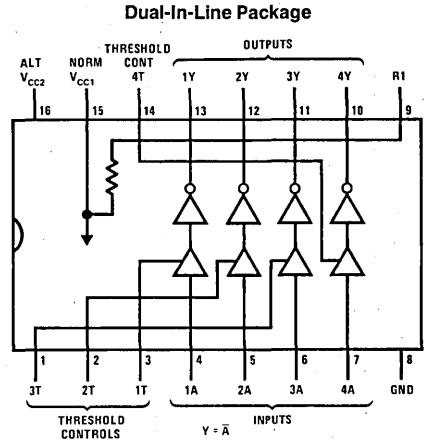 Dual-In-Line Package
THRESHOLD OUTPUTS
ALT NORM CONT
VCC2 VCC1 4T 1Y 2Y 3Y 4Y R1
16 15 14 13 12 11 10 9
1 2 3 4 5 6 7 8
3T 2T 1T 1A 2A 3A 4A GND
THRESHOLD INPUTS
CONTROLS Y = A̅